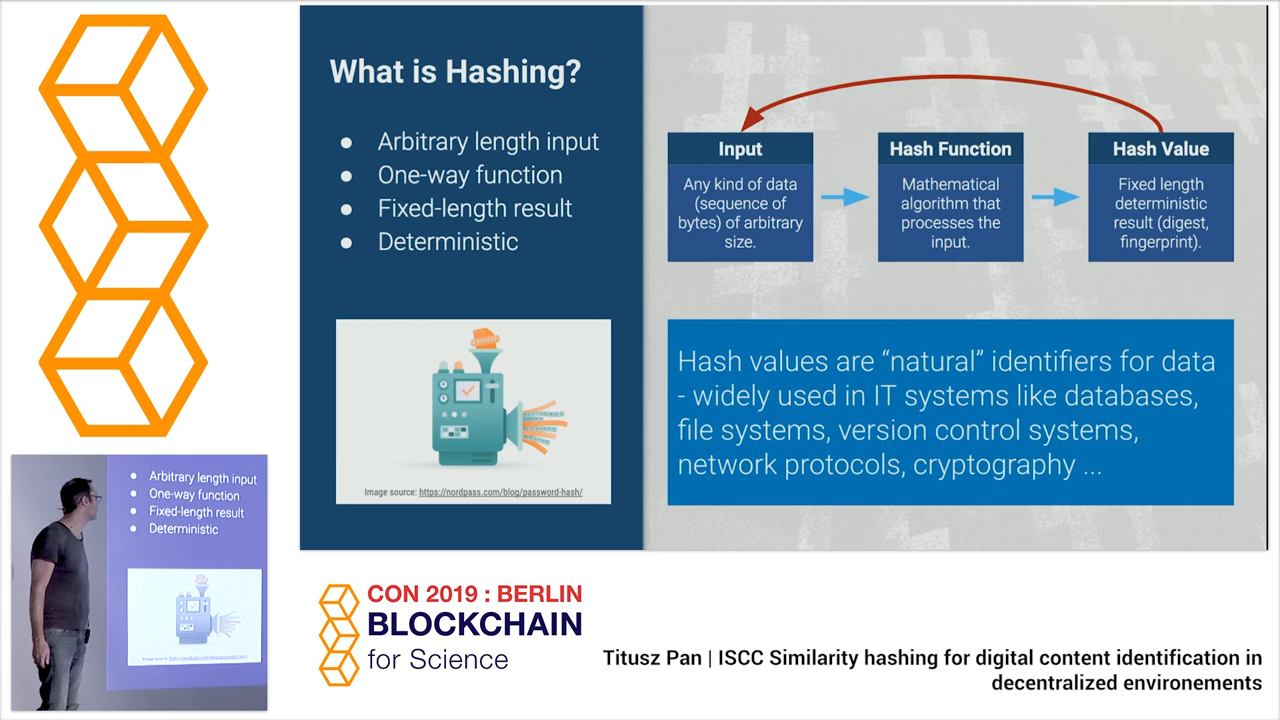 What is Hashing?
● Arbitrary length input
● One-way function
● Fixed-length result
● Deterministic
Image source: https://nordpass.com/blog/password-hash/
Input
Any kind of data
(sequence of
bytes) of arbitrary
size.
Hash Function
Mathematical
algorithm that
processes the
input.
Hash Value
Fixed length
deterministic
result (digest,
fingerprint).
Hash values are “natural” identifiers for data
- widely used in IT systems like databases,
file systems, version control systems,
network protocols, cryptography ...
● Arbitrary length input
● One-way function
● Fixed-length result
● Deterministic
CON 2019 : BERLIN
BLOCKCHAIN
for Science
Titusz Pan | ISCC Similarity hashing for digital content identification in
decentralized environements